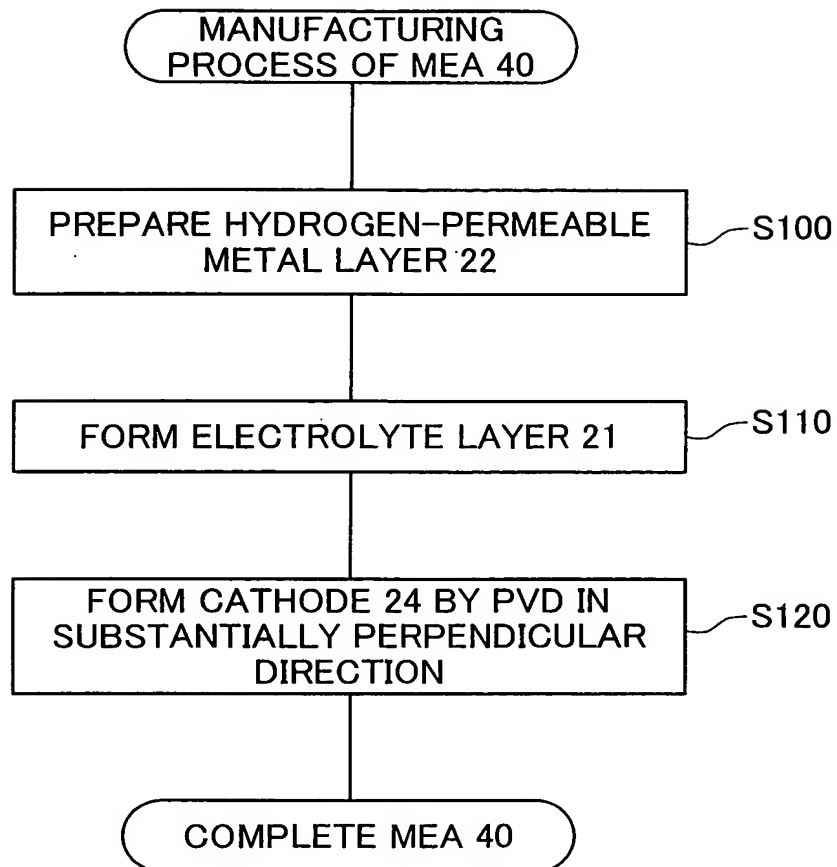 MANUFACTURING
PROCESS OF MEA 40
PREPARE HYDROGEN-PERMEABLE
METAL LAYER 22
S100
FORM ELECTROLYTE LAYER 21
S110
FORM CATHODE 24 BY PVD IN
SUBSTANTIALLY PERPENDICULAR
DIRECTION
S120
COMPLETE MEA 40